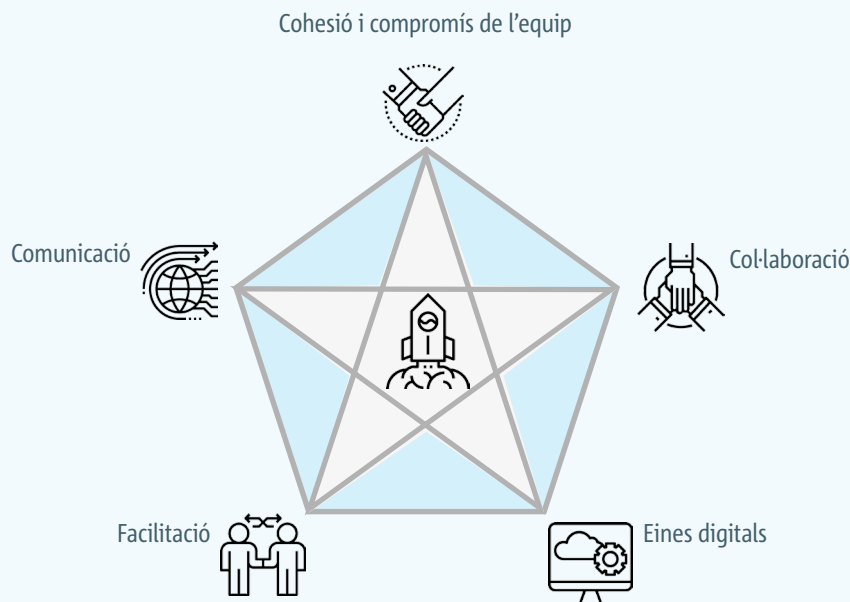 Cohesió i compromís de l’equip
Comunicació
Col·laboració
Facilitació
Eines digitals